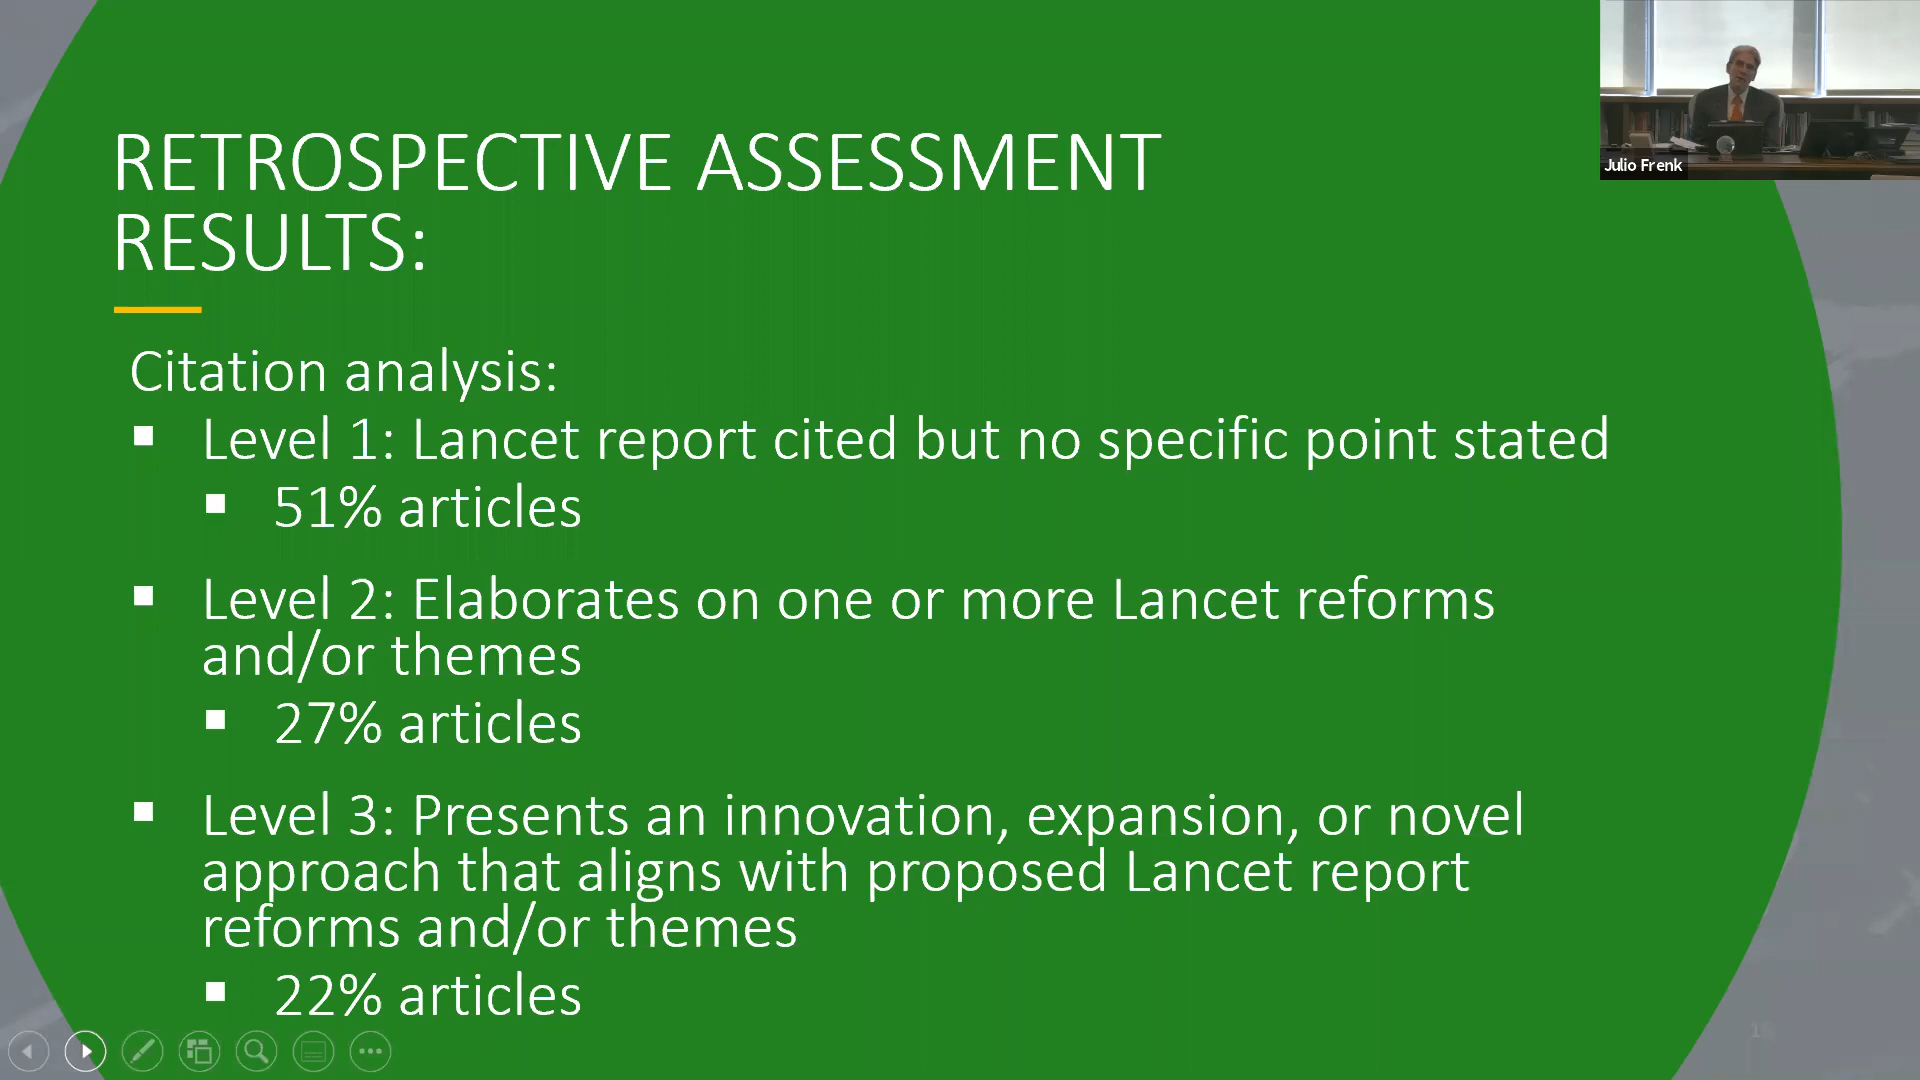 Julio Frenk
RETROSPECTIVE ASSESSMENT
RESULTS:
Citation analysis:
Level 1: Lancet report cited but no specific point stated
51% articles
Level 2: Elaborates on one or more Lancet reforms
and/or themes
27% articles
Level 3: Presents an innovation, expansion, or novel
approach that aligns with proposed Lancet report
reforms and/or themes
22% articles